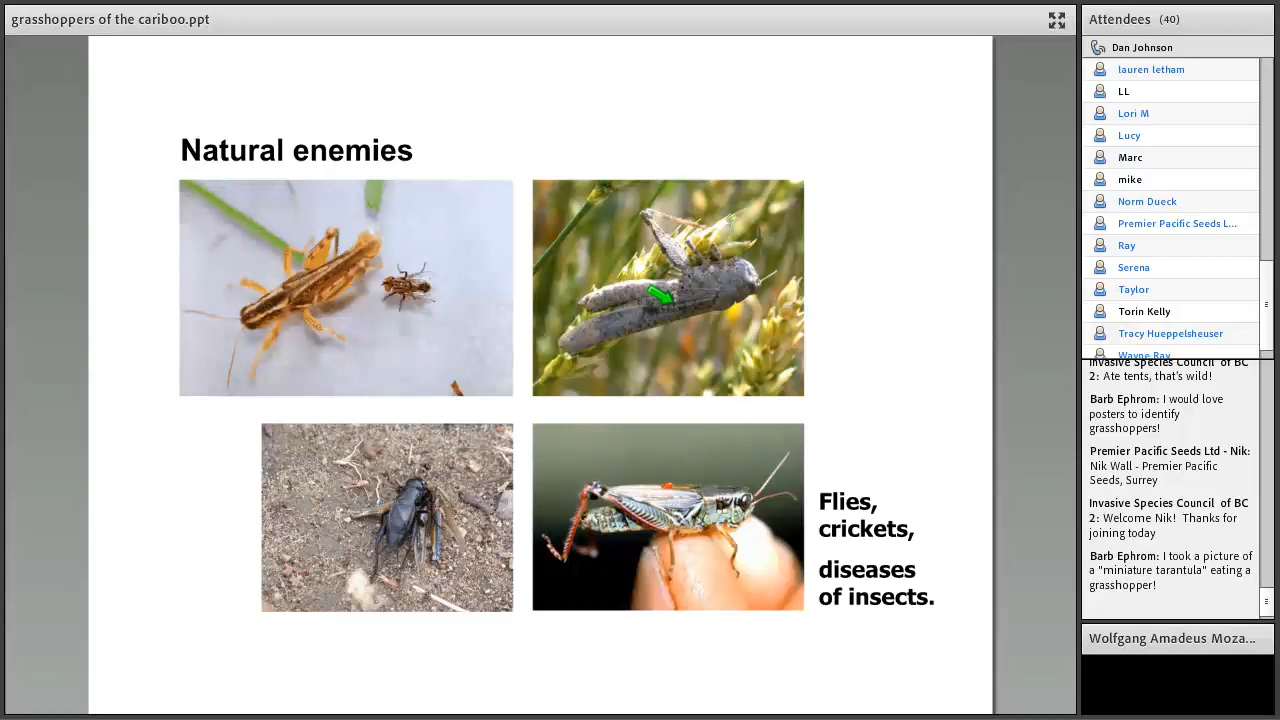 grasshoppers of the cariboo.ppt
Natural enemies
Flies,
crickets,
diseases
of insects.
Attendees (40)
Dan Johnson
lauren letham
LL
Lori M
Lucy
Marc
mike
Norm Dueck
Premier Pacific Seeds L...
Ray
Serena
Taylor
Torin Kelly
Tracy Hueppelsheuser
Wayne Ray
Invasive Species Council of BC
2: Ate tents, that's wild!
Barb Ephrom: I would love
posters to identify
grasshoppers!
Premier Pacific Seeds Ltd - Nik:
Nik Wall - Premier Pacific
Seeds, Surrey
Invasive Species Council of BC
2: Welcome Nik! Thanks for
joining today
Barb Ephrom: I took a picture of
a "miniature tarantula" eating a
grasshopper!
Wolfgang Amadeus Moza...